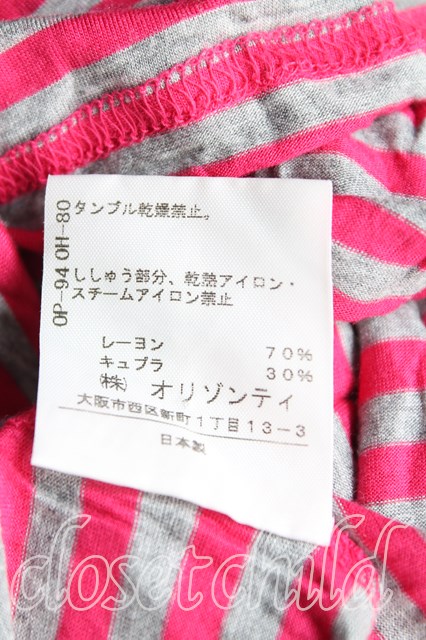 OP-94 OH-80
タンブル乾燥禁止。
ししゅう部分、乾熱アイロン・
スチームアイロン禁止
レーヨン 70%
キュプラ 30%
(株) オリゾンティ
大阪市西区新町1丁目13-3
日本製
closetchild